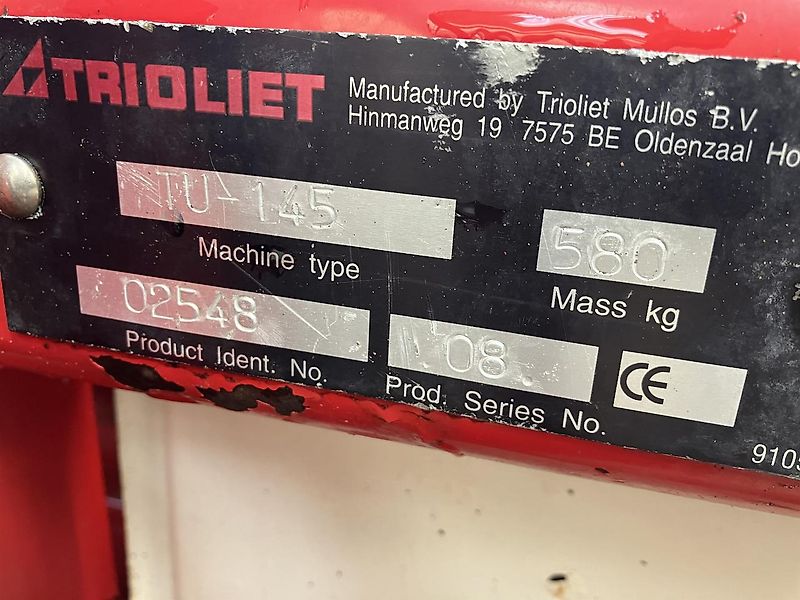 TRIOLIET
Manufactured by Trioliet Mullos B.V.
Hinmanweg 19 7575 BE Oldenzaal Ho
TU-145
Machine type
580
Mass kg
02548
Product Ident. No.
08.
Prod. Series No.
CE
9105